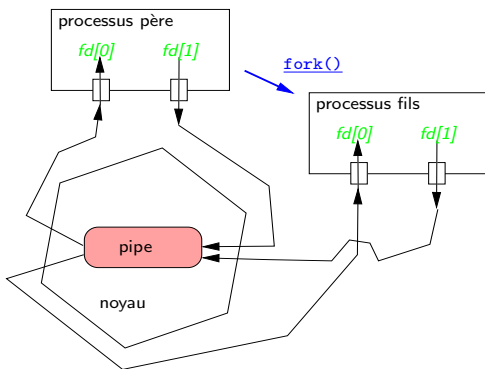 processus père
fd[0] fd[1]
fork()
processus fils
fd[0] fd[1]
pipe
noyau